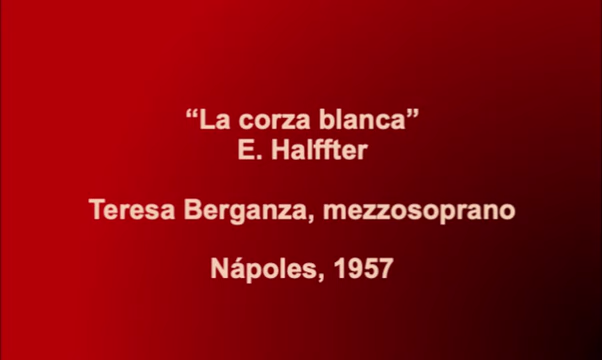 “La corza blanca”
E. Halffter
Teresa Berganza, mezzosoprano
Nápoles, 1957